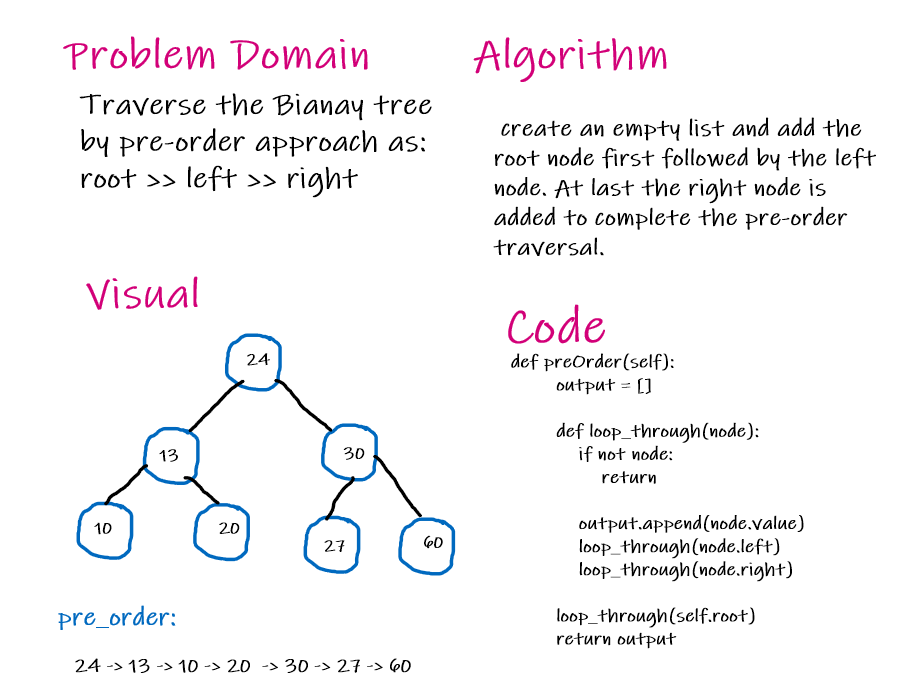 Problem Domain
Traverse the Bianay tree
by pre-order approach as:
root >> left >> right
Visual
24
13
30
10
20
27
60
pre_order:
24 -> 13 -> 10 -> 20 -> 30 -> 27 -> 60
Algorithm
create an empty list and add the
root node first followed by the left
node. At last the right node is
added to complete the pre-order
traversal.
Code
def preOrder(self):
output = []
def loop_through(node):
if not node:
return
output.append(node.value)
loop_through(node.left)
loop_through(node.right)
loop_through(self.root)
return output